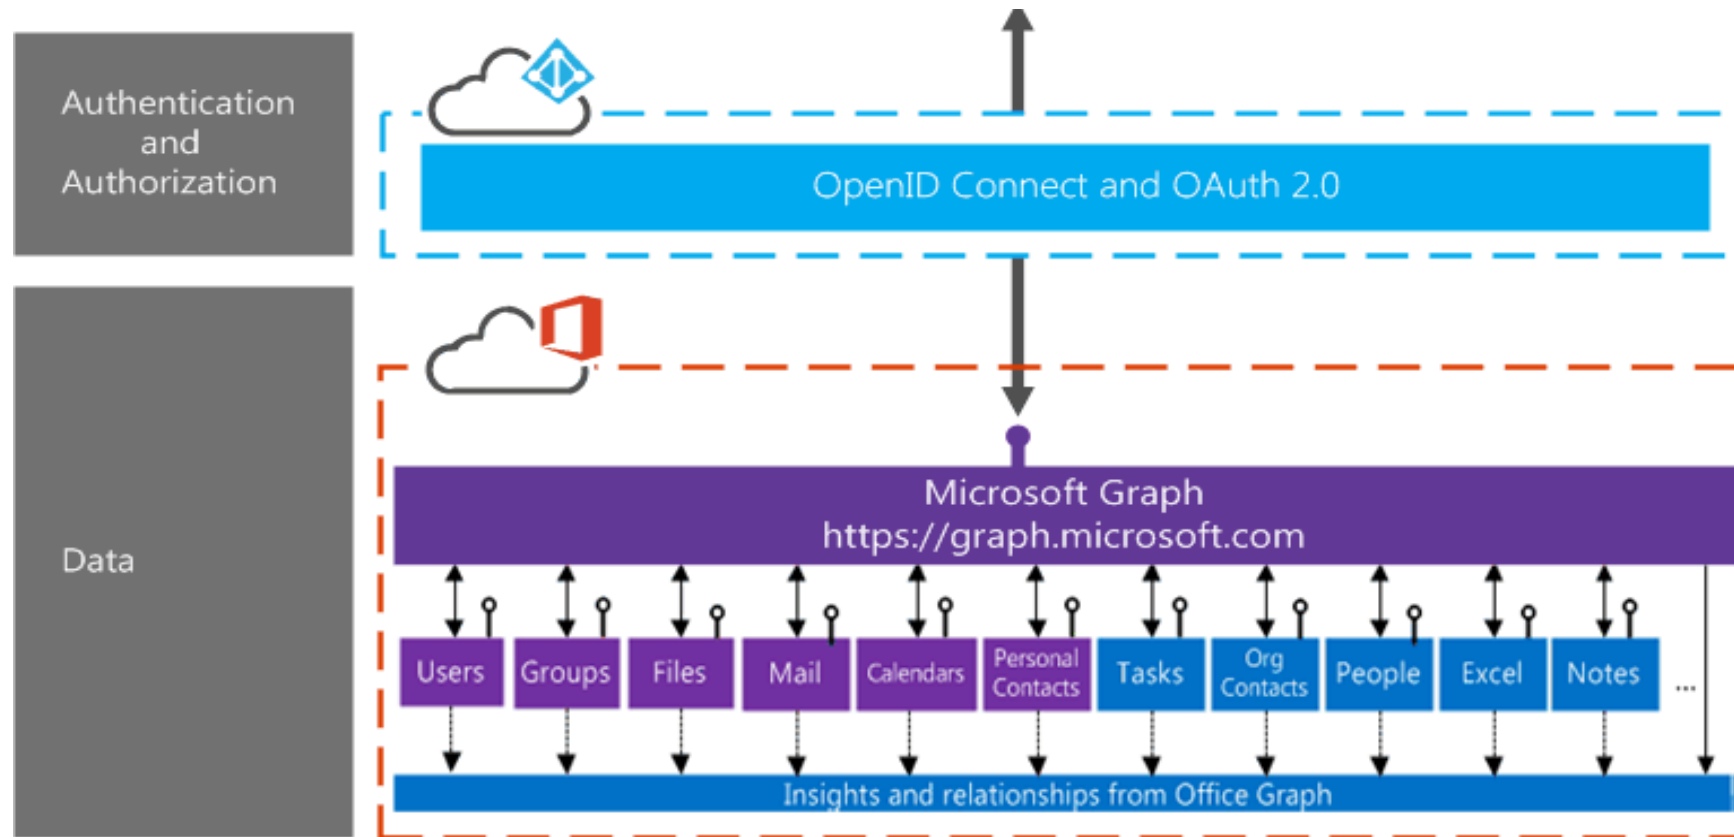 Authentication
and
Authorization
OpenID Connect and OAuth 2.0
Data
Microsoft Graph
https://graph.microsoft.com
Users
Groups
Files
Mail
Calendars
Personal
Contacts
Tasks
Org
Contacts
People
Excel
Notes
...
Insights and relationships from Office Graph